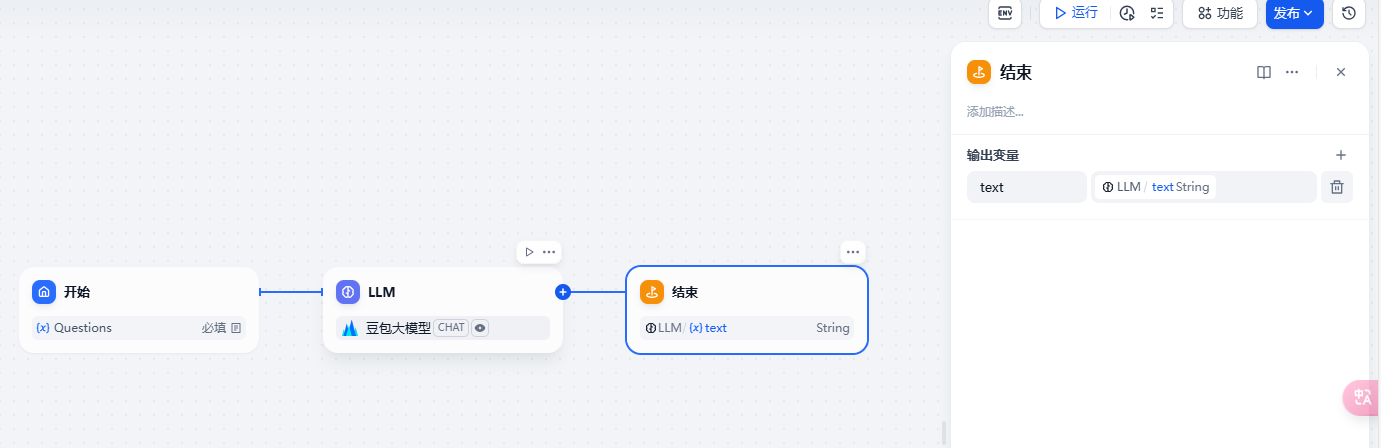 ENV
运行
功能
发布
结束
添加描述...
输出变量
text
LLM / text String
开始
{x} Questions 必填
LLM
豆包大模型 CHAT
结束
LLM / {x} text String